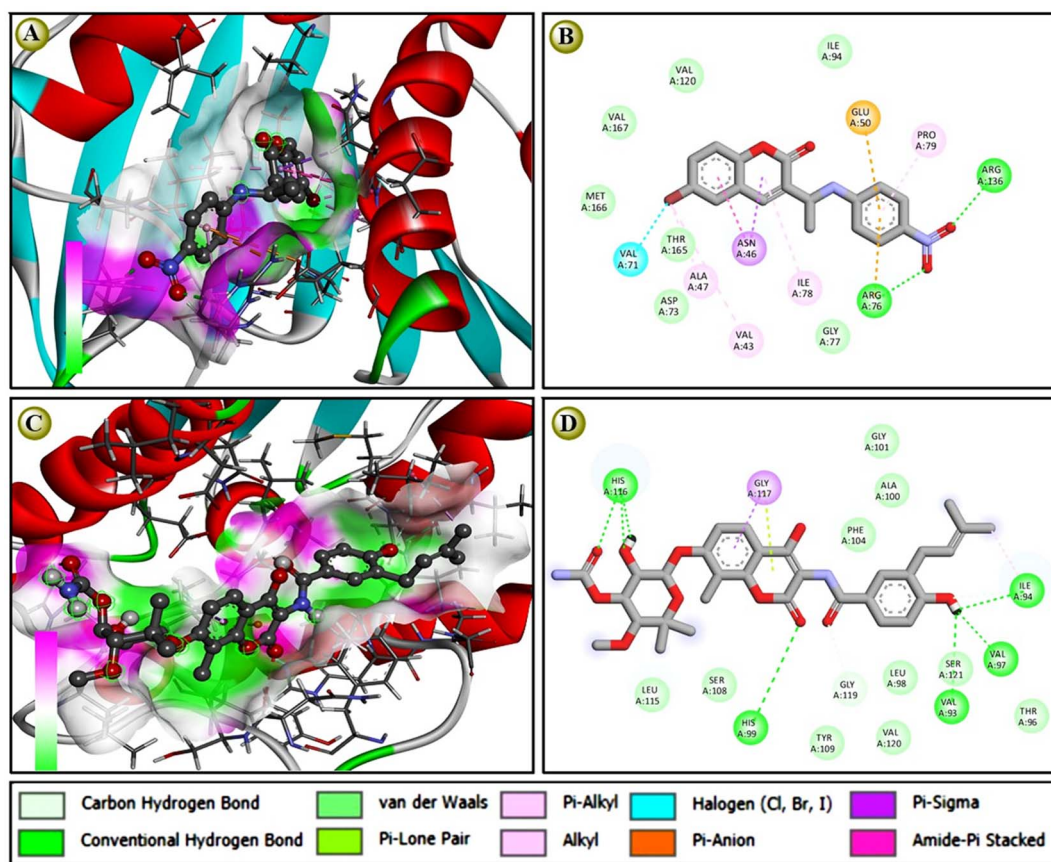 A
B
ILE
A:94
VAL
A:120
GLU
A:50
VAL
A:167
PRO
A:79
ARG
A:136
MET
A:166
THR
A:165
ASN
A:46
VAL
A:71
ALA
A:47
ILE
A:78
ARG
A:76
ASP
A:73
VAL
A:43
GLY
A:77
C
D
GLY
A:101
HIS
A:116
GLY
A:117
ALA
A:100
PHE
A:104
ILE
A:94
VAL
A:97
LEU
A:115
SER
A:108
GLY
A:119
LEU
A:98
SER
A:121
VAL
A:93
THR
A:96
HIS
A:99
TYR
A:109
VAL
A:120
Carbon Hydrogen Bond
van der Waals
Pi-Alkyl
Halogen (Cl, Br, I)
Pi-Sigma
Conventional Hydrogen Bond
Pi-Lone Pair
Alkyl
Pi-Anion
Amide-Pi Stacked